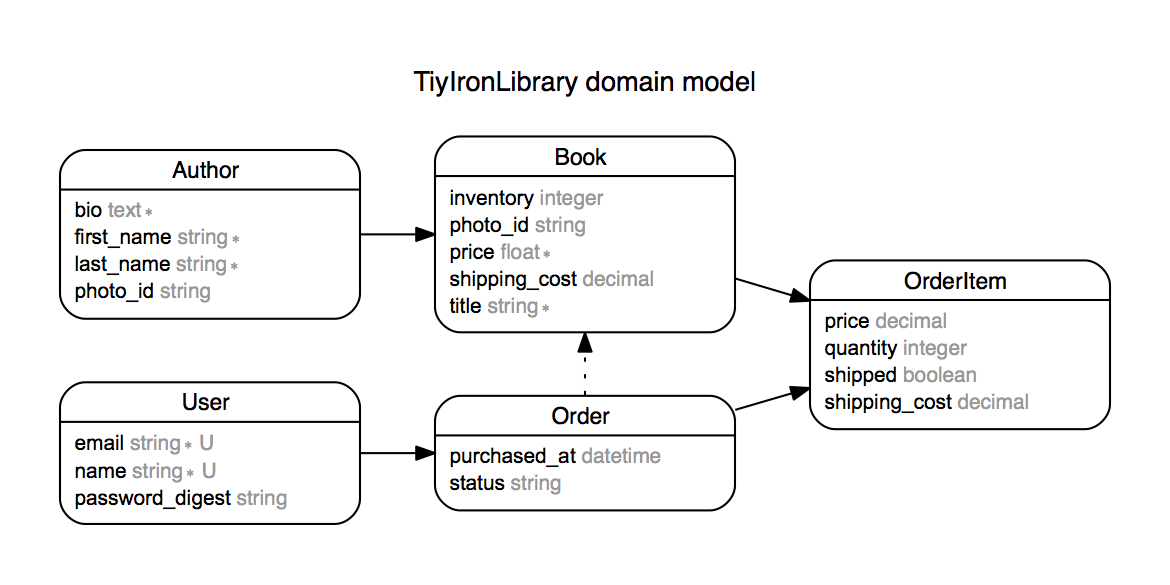 TiyIronLibrary domain model
Author
bio text *
first_name string *
last_name string *
photo_id string
Book
inventory integer
photo_id string
price float *
shipping_cost decimal
title string *
OrderItem
price decimal
quantity integer
shipped boolean
shipping_cost decimal
User
email string * U
name string * U
password_digest string
Order
purchased_at datetime
status string